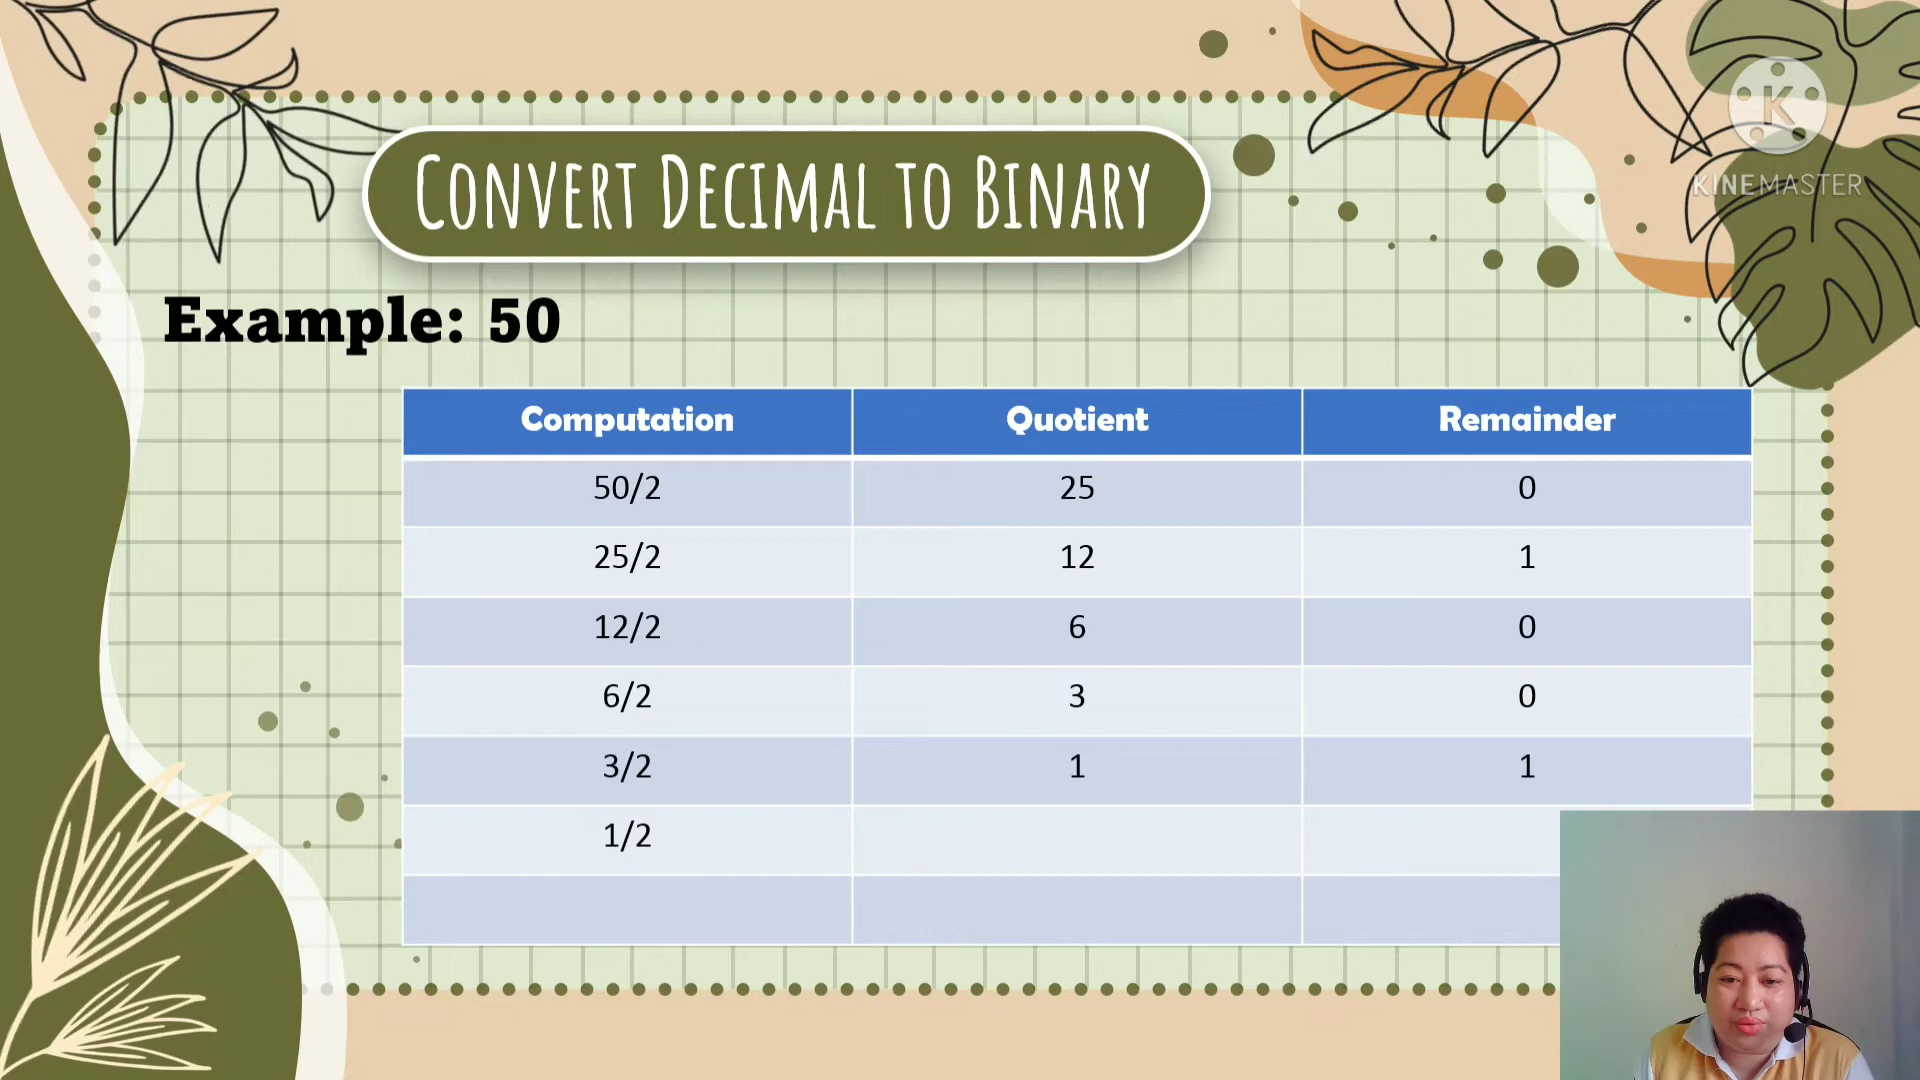 CONVERT DECIMAL TO BINARY
K
KINEMASTER
Example: 50
Computation Quotient Remainder
50/2 25 0
25/2 12 1
12/2 6 0
6/2 3 0
3/2 1 1
1/2